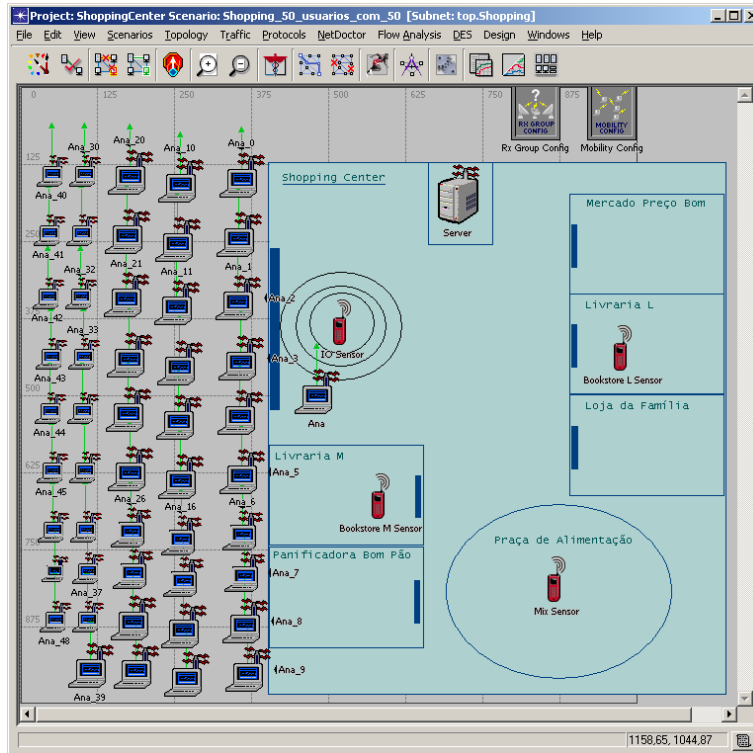 Project: ShoppingCenter Scenario: Shopping_50_usuarios_com_50 [Subnet: top.Shopping]
File Edit View Scenarios Topology Traffic Protocols NetDoctor Flow Analysis DES Design Windows Help
0 125 250 375 500 625 750 875
?
RX GROUP CONFIG
MOBILITY CONFIG
Rx Group Config Mobility Config
Ana_30 Ana_20 Ana_10 Ana_0
125
Shopping Center
Mercado Preço Bom
Ana_40
Server
250
Ana_41 Ana_32 Ana_21 Ana_11 Ana_1
Ana_2
Livraria L
375
Ana_42 Ana_33
IO Sensor
Ana_3
Ana_43
Bookstore L Sensor
500
Loja da Família
Ana
Ana_44
Livraria M
625
Ana_5
Ana_45 Ana_26 Ana_16 Ana_6
Bookstore M Sensor
750
Praça de Alimentação
Panificadora Bom Pão
Ana_37
Ana_7
Mix Sensor
875
Ana_8
Ana_48
Ana_9
Ana_39
1158,65, 1044,87